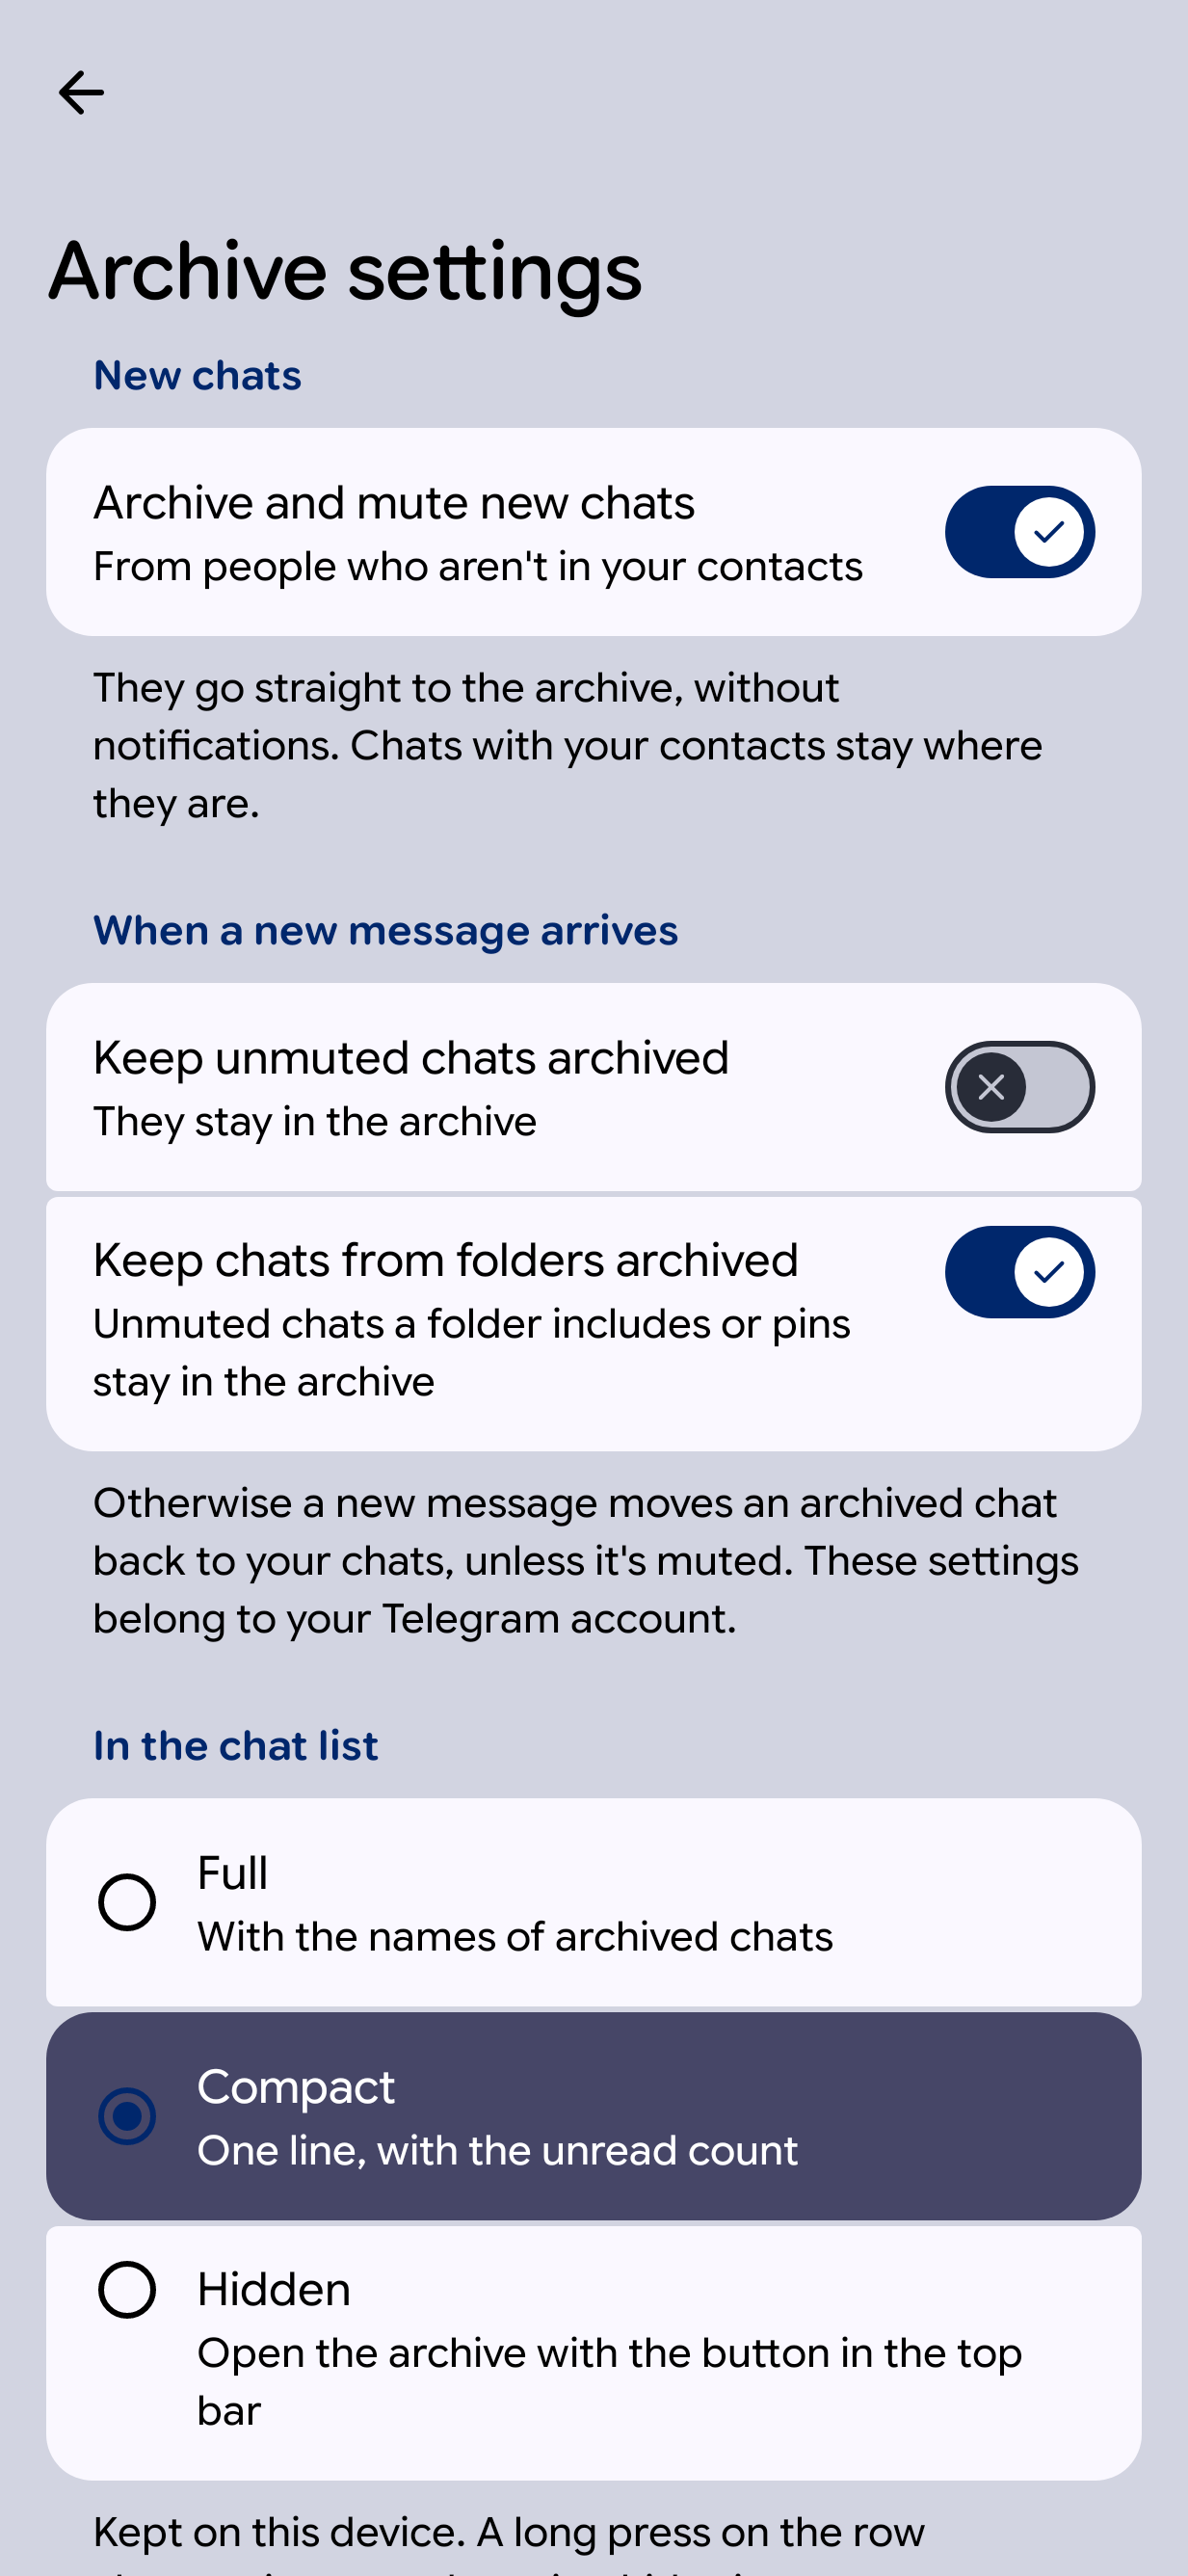 Archive settings
New chats
Archive and mute new chats
From people who aren't in your contacts
They go straight to the archive, without
notifications. Chats with your contacts stay where
they are.
When a new message arrives
Keep unmuted chats archived
They stay in the archive
Keep chats from folders archived
Unmuted chats a folder includes or pins
stay in the archive
Otherwise a new message moves an archived chat
back to your chats, unless it's muted. These settings
belong to your Telegram account.
In the chat list
Full
With the names of archived chats
Compact
One line, with the unread count
Hidden
Open the archive with the button in the top
bar
Kept on this device. A long press on the row